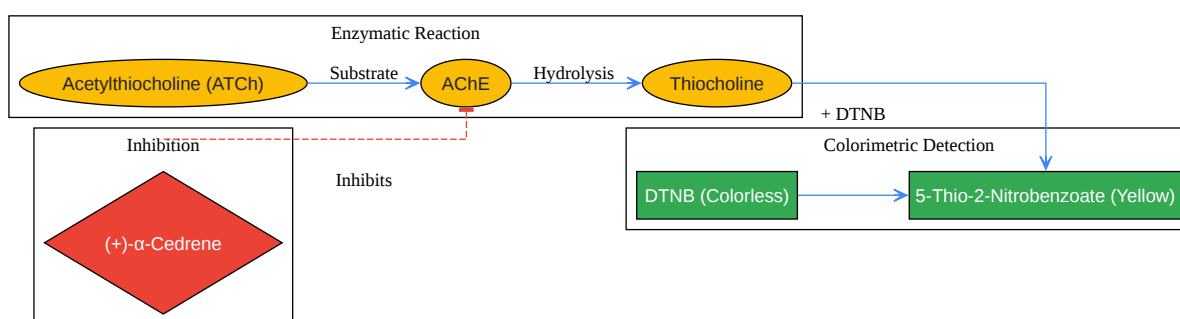 Enzymatic Reaction
Acetylthiocholine (ATCh)
Substrate
AChE
Hydrolysis
Thiocholine
+ DTNB
Inhibition
Inhibits
(+)-α-Cedrene
Colorimetric Detection
DTNB (Colorless)
5-Thio-2-Nitrobenzoate (Yellow)